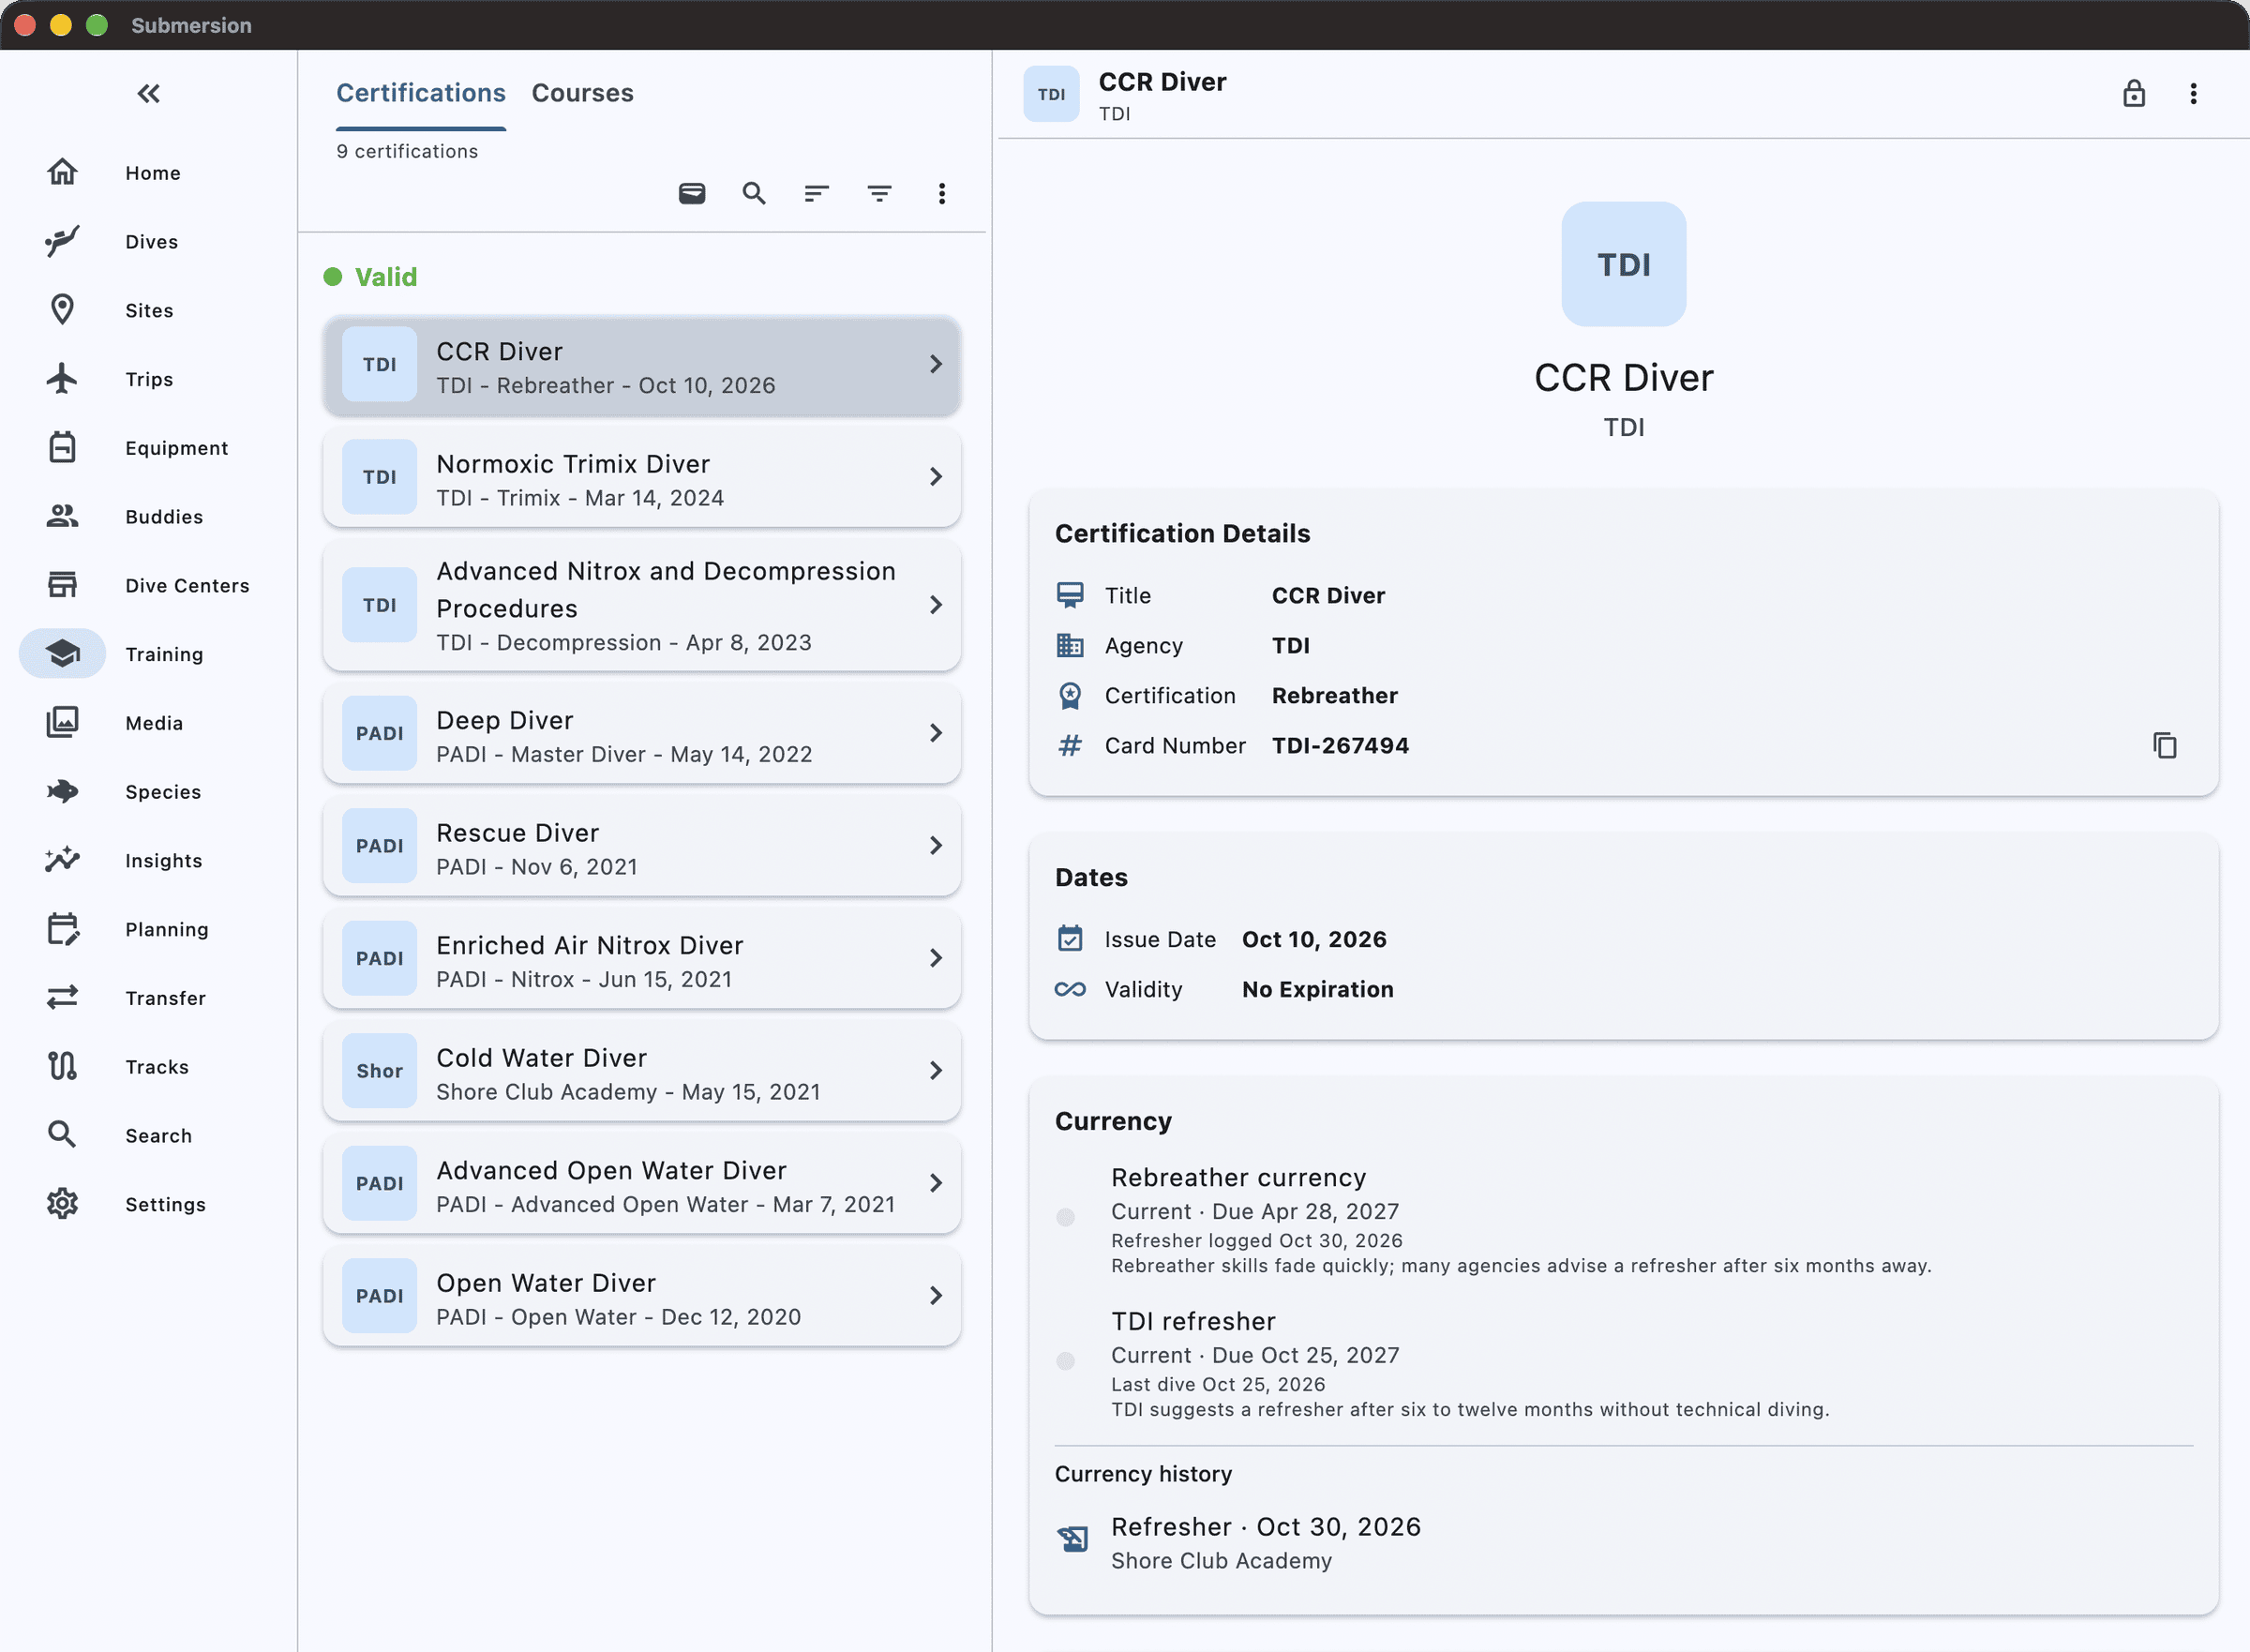 Submersion
Home
Dives
Sites
Trips
Equipment
Buddies
Dive Centers
Training
Media
Species
Insights
Planning
Transfer
Tracks
Search
Settings
Certifications
Courses
9 certifications
Valid
TDI
CCR Diver
TDI - Rebreather - Oct 10, 2026
TDI
Normoxic Trimix Diver
TDI - Trimix - Mar 14, 2024
TDI
Advanced Nitrox and Decompression
Procedures
TDI - Decompression - Apr 8, 2023
PADI
Deep Diver
PADI - Master Diver - May 14, 2022
PADI
Rescue Diver
PADI - Nov 6, 2021
PADI
Enriched Air Nitrox Diver
PADI - Nitrox - Jun 15, 2021
Shor
Cold Water Diver
Shore Club Academy - May 15, 2021
PADI
Advanced Open Water Diver
PADI - Advanced Open Water - Mar 7, 2021
PADI
Open Water Diver
PADI - Open Water - Dec 12, 2020
TDI
CCR Diver
TDI
TDI
CCR Diver
TDI
Certification Details
Title CCR Diver
Agency TDI
Certification Rebreather
Card Number TDI-267494
Dates
Issue Date Oct 10, 2026
Validity No Expiration
Currency
Rebreather currency
Current · Due Apr 28, 2027
Refresher logged Oct 30, 2026
Rebreather skills fade quickly; many agencies advise a refresher after six months away.
TDI refresher
Current · Due Oct 25, 2027
Last dive Oct 25, 2026
TDI suggests a refresher after six to twelve months without technical diving.
Currency history
Refresher · Oct 30, 2026
Shore Club Academy